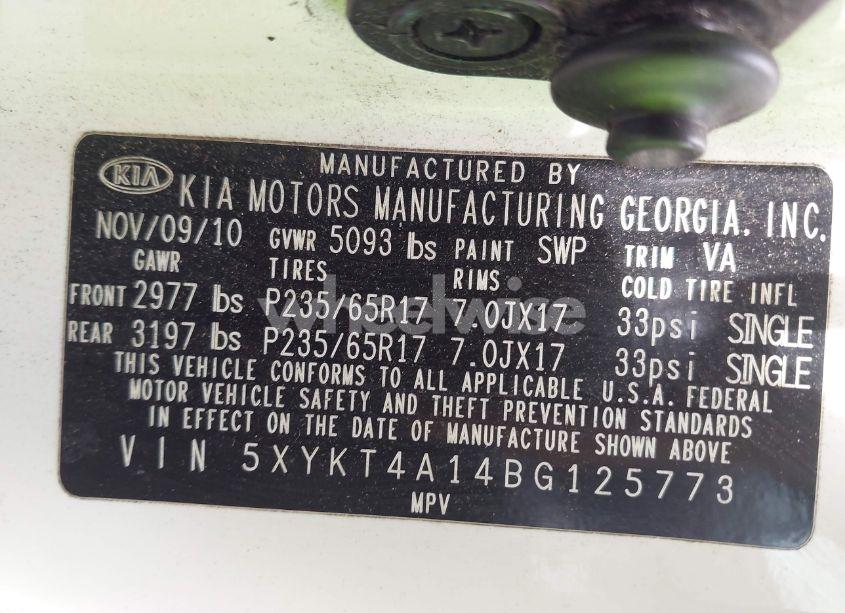 MANUFACTURED BY
KIA KIA MOTORS MANUFACTURING GEORGIA, INC.
NOV/09/10 GVWR 5093 lbs PAINT SWP TRIM VA
GAWR TIRES RIMS COLD TIRE INFL
FRONT 2977 lbs P235/65R17 7.0JX17 33psi SINGLE
wheelwire
REAR 3197 lbs P235/65R17 7.0JX17 33psi SINGLE
THIS VEHICLE CONFORMS TO ALL APPLICABLE U.S.A. FEDERAL
MOTOR VEHICLE SAFETY AND THEFT PREVENTION STANDARDS
IN EFFECT ON THE DATE OF MANUFACTURE SHOWN ABOVE
VIN 5XYKT4A14BG125773
MPV